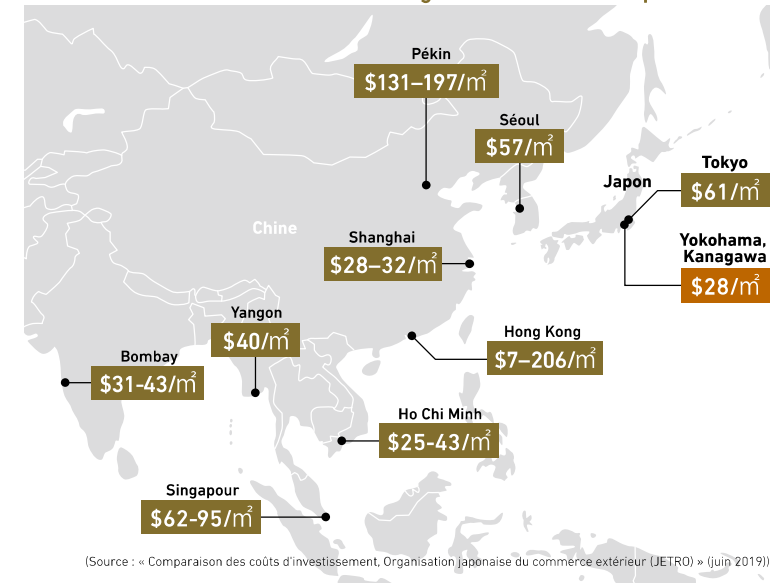 Pékin
$131–197/㎡
Séoul
$57/㎡
Tokyo
$61/㎡
Japon
Chine
Shanghai
$28–32/㎡
Yokohama,
Kanagawa
$28/㎡
Yangon
$40/㎡
Hong Kong
$7–206/㎡
Bombay
$31-43/㎡
Ho Chi Minh
$25-43/㎡
Singapour
$62-95/㎡
(Source : « Comparaison des coûts d'investissement, Organisation japonaise du commerce extérieur (JETRO) » (juin 2019))